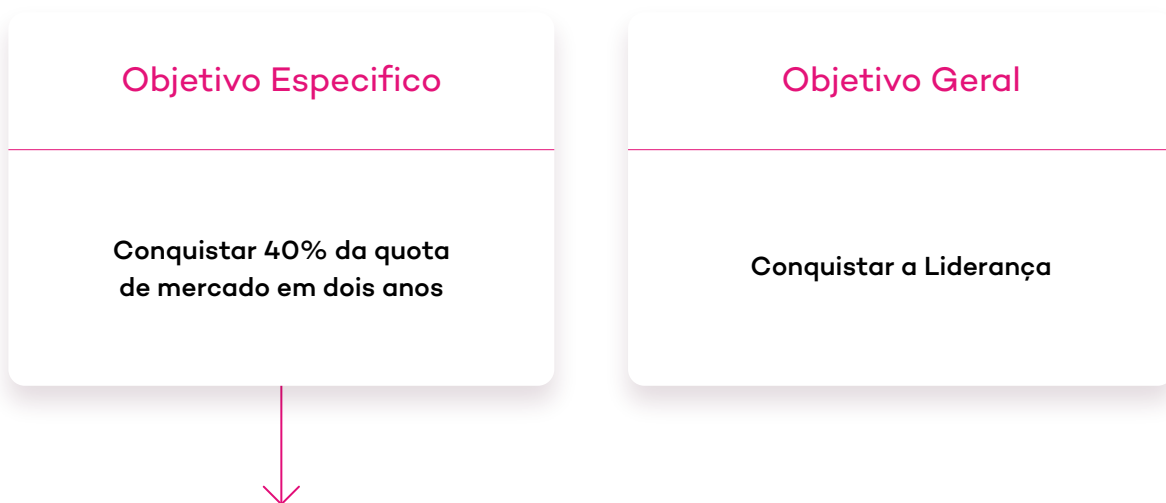 Objetivo Especifico
Conquistar 40% da quota
de mercado em dois anos
Objetivo Geral
Conquistar a Liderança